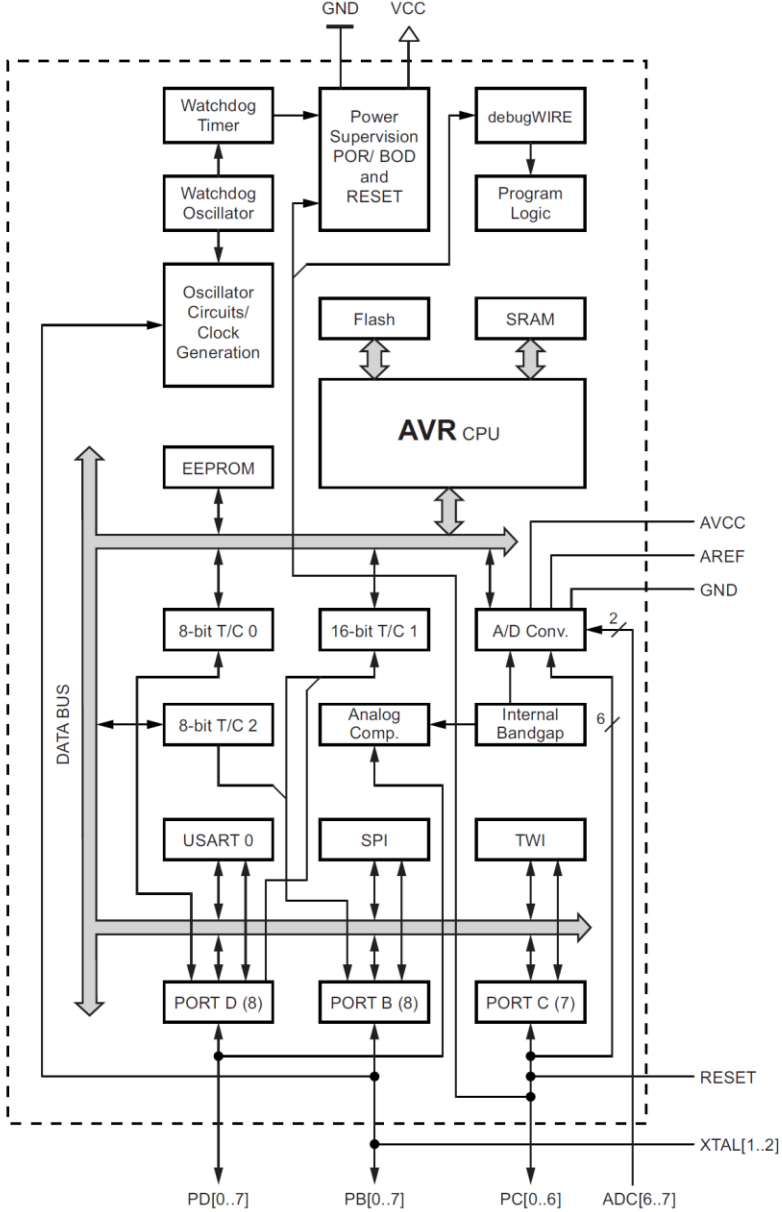 GND
VCC
Watchdog
Timer
Power
Supervision
POR/ BOD
and
RESET
debugWIRE
Watchdog
Oscillator
Program
Logic
Oscillator
Circuits/
Clock
Generation
Flash
SRAM
AVR CPU
EEPROM
AVCC
AREF
GND
8-bit T/C 0
16-bit T/C 1
A/D Conv.
2
DATA BUS
8-bit T/C 2
Analog
Comp.
Internal
Bandgap
6
USART 0
SPI
TWI
PORT D (8)
PORT B (8)
PORT C (7)
RESET
XTAL[1..2]
PD[0..7]
PB[0..7]
PC[0..6]
ADC[6..7]